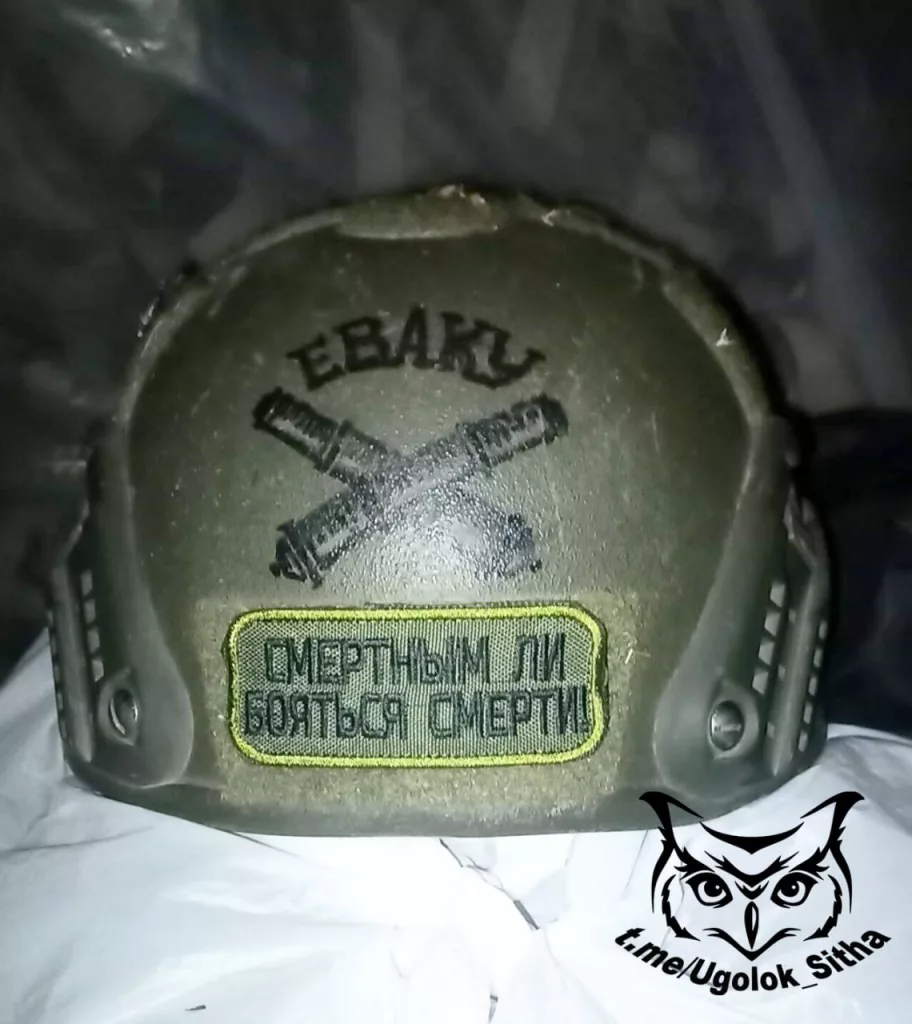 ЕВАКУ
СМЕРТНЫМ ЛИ
БОЯТЬСЯ СМЕРТИ!
t.me/Ugolok_Sitha